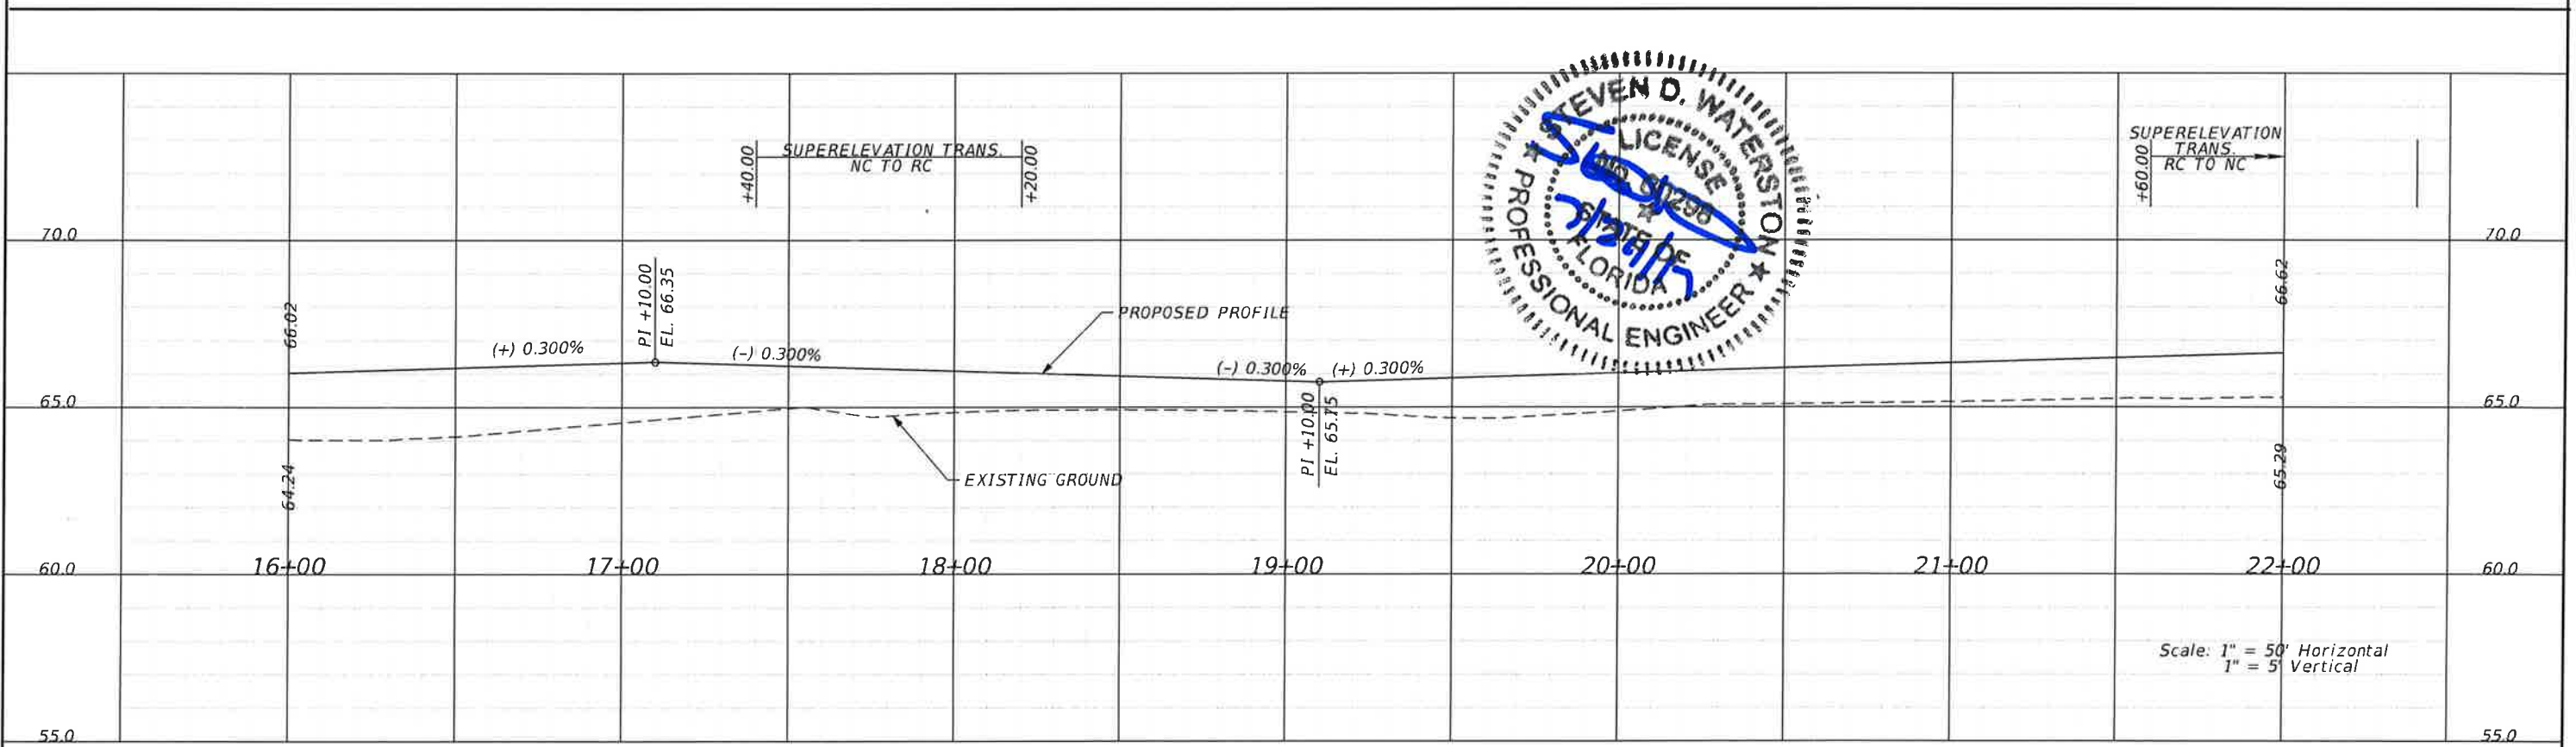 STEVEN D. WATERSTON
LICENSE
STATE OF
FLORIDA
★ PROFESSIONAL ENGINEER ★
+40.00
SUPERELEVATION TRANS.
NC TO RC
+20.00
SUPERELEVATION
TRANS.
RC TO NC
+60.00
70.0
70.0
66.02
(+) 0.300%
PI +10.00
EL. 66.35
(-) 0.300%
PROPOSED PROFILE
(-) 0.300%
(+) 0.300%
66.62
65.0
65.0
PI +10.00
EL. 65.75
64.24
EXISTING GROUND
65.29
60.0
16+00
17+00
18+00
19+00
20+00
21+00
22+00
60.0
Scale: 1" = 50' Horizontal
1" = 5' Vertical
55.0
55.0